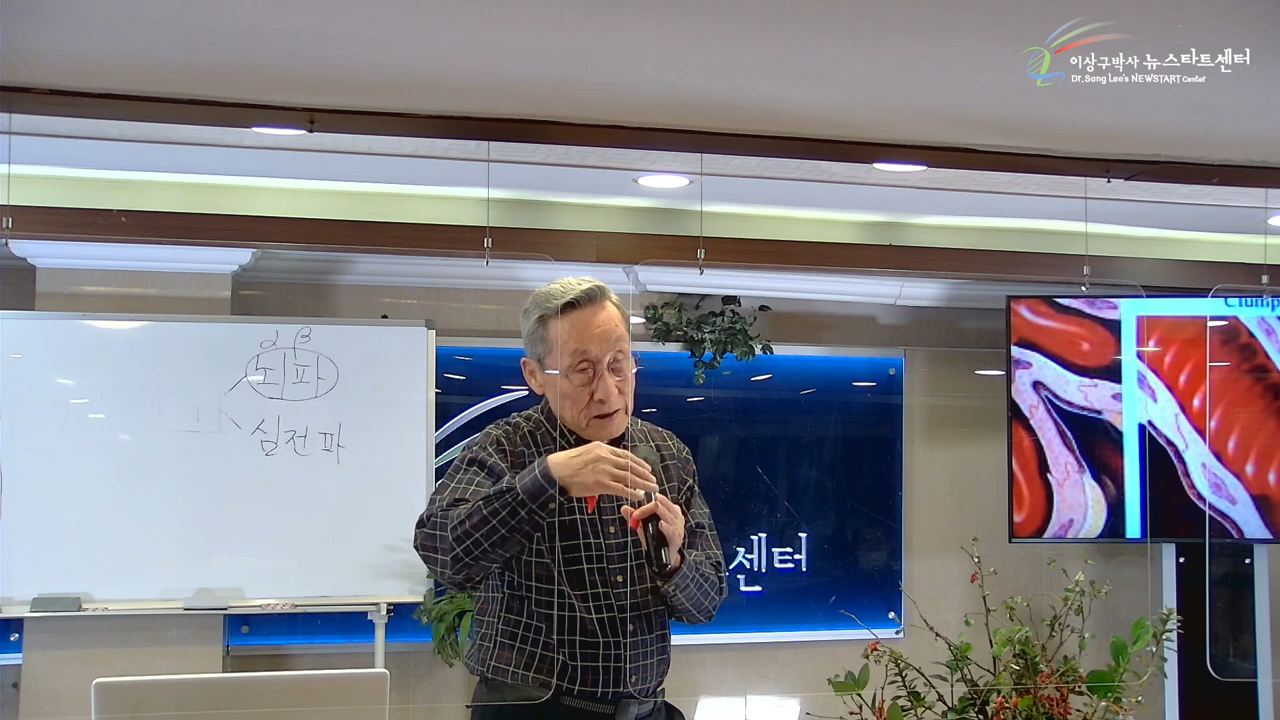 이상구박사 뉴스타트센터
Dr. Sang Lee's NEWSTART Center
α β
뇌파
심전파
Clump
센터